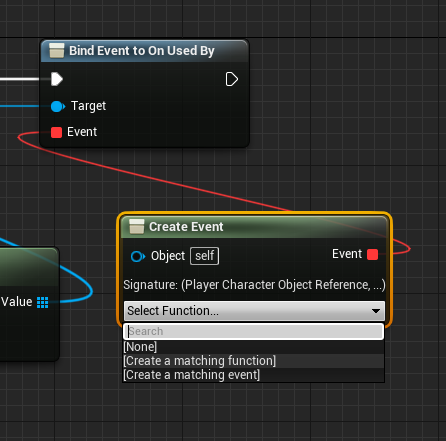 Bind Event to On Used By
Target
Event
Create Event
Object self
Event
Signature: (Player Character Object Reference, ...)
Value
Select Function...
Search
[None]
[Create a matching function]
[Create a matching event]